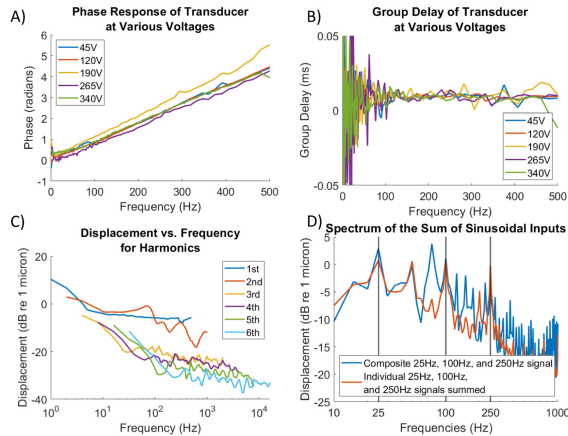 A)
Phase Response of Transducer
at Various Voltages
6
5
4
3
2
1
0
-1
Phase (radians)
45V
120V
190V
265V
340V
0 100 200 300 400 500
Frequency (Hz)
B)
Group Delay of Transducer
at Various Voltages
0.05
0
-0.05
Group Delay (ms)
45V
120V
190V
265V
340V
0 100 200 300 400 500
Frequency (Hz)
C)
Displacement vs. Frequency
for Harmonics
20
0
-20
-40
Displacement (dB re 1 micron)
1st
2nd
3rd
4th
5th
6th
10^0 10^1 10^2 10^3 10^4
Frequency (Hz)
D)
Spectrum of the Sum of Sinusoidal Inputs
10
5
0
-5
-10
-15
-20
-25
Displacement (dB re 1 micron)
Composite 25Hz, 100Hz, and 250Hz signal
Individual 25Hz, 100Hz,
and 250Hz signals summed
10 25 100 250 1000
Frequencies (Hz)